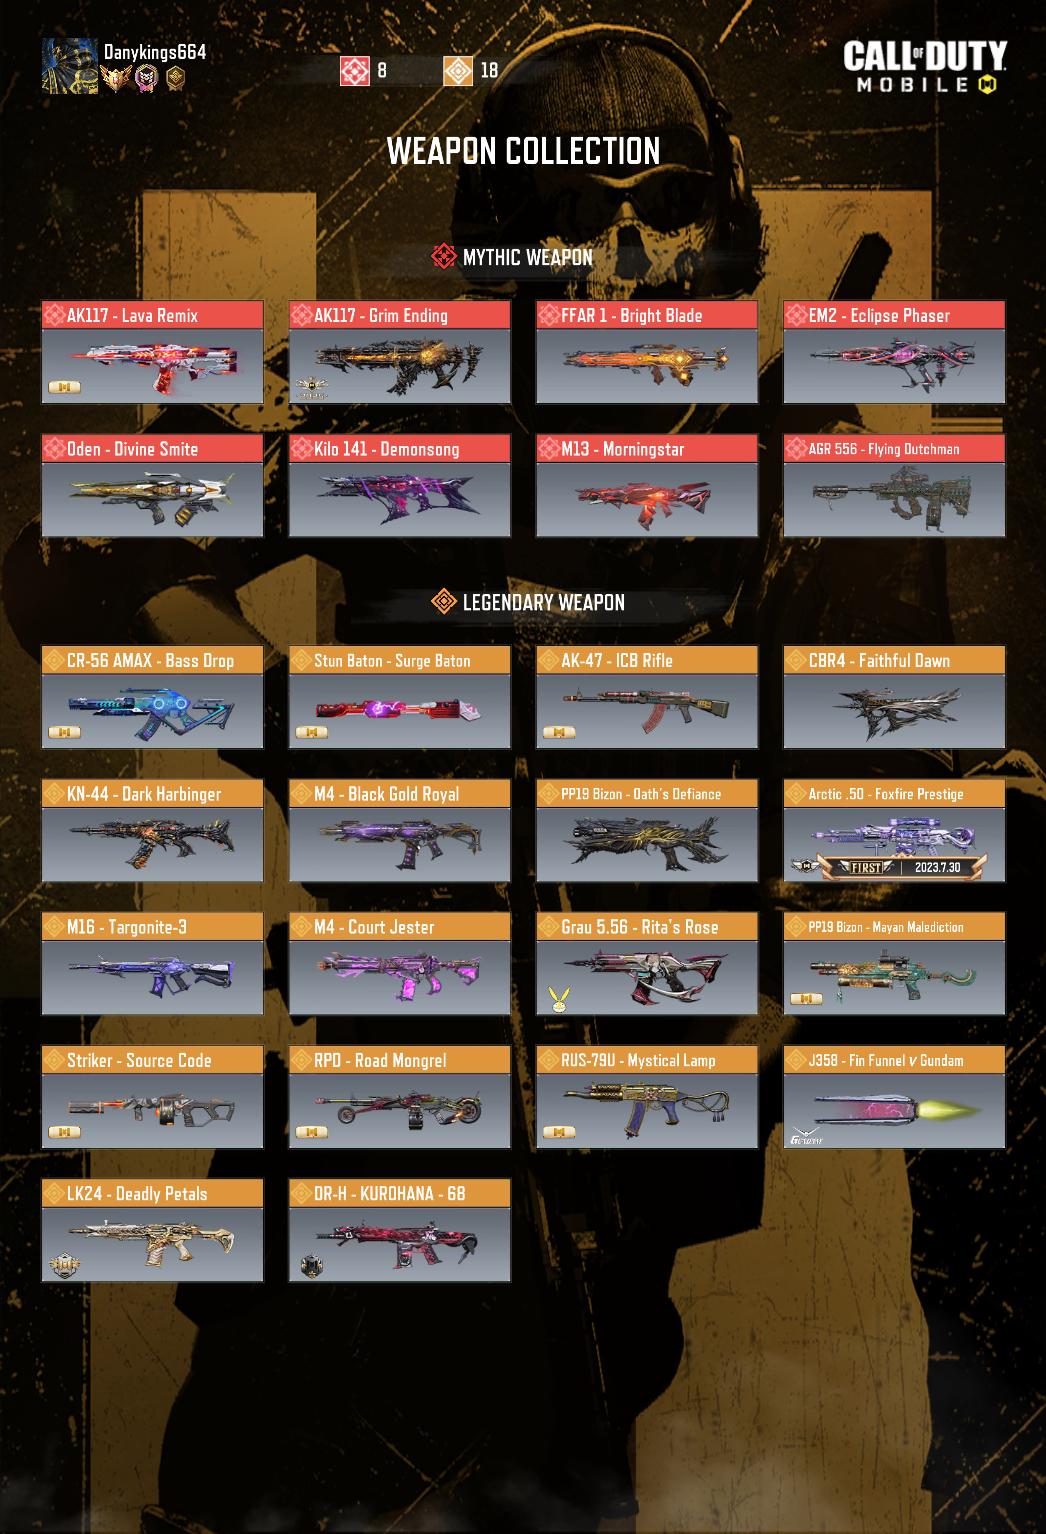 Danykings664
8
18
CALL OF DUTY
MOBILE
WEAPON COLLECTION
MYTHIC WEAPON
AK117 - Lava Remix
AK117 - Grim Ending
FFAR 1 - Bright Blade
EM2 - Eclipse Phaser
Oden - Divine Smite
Kilo 141 - Demonsong
M13 - Morningstar
AGR 556 - Flying Dutchman
LEGENDARY WEAPON
CR-56 AMAX - Bass Drop
Stun Baton - Surge Baton
AK-47 - ICB Rifle
CBR4 - Faithful Dawn
KN-44 - Dark Harbinger
M4 - Black Gold Royal
PP19 Bizon - Oath's Defiance
Arctic .50 - Foxfire Prestige
FIRST | 2023.7.30
M16 - Targonite-3
M4 - Court Jester
Grau 5.56 - Rita's Rose
PP19 Bizon - Mayan Malediction
Striker - Source Code
RPD - Road Mongrel
RUS-79U - Mystical Lamp
J358 - Fin Funnel ν Gundam
LK24 - Deadly Petals
DR-H - KUROHANA - 68